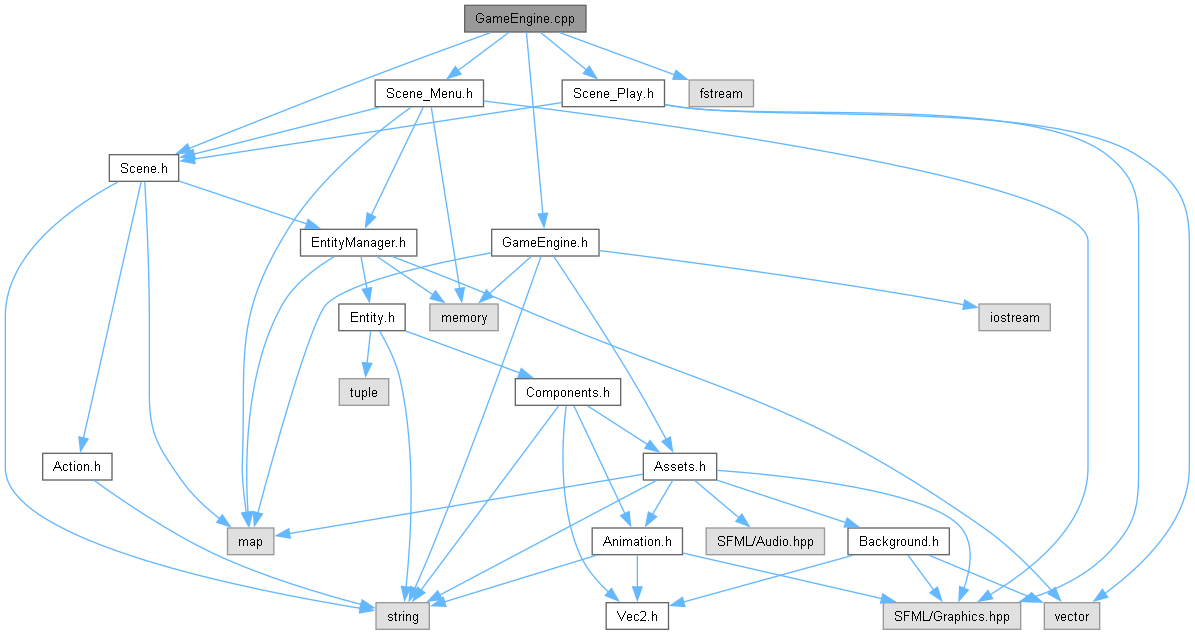 GameEngine.cpp
Scene_Menu.h
Scene_Play.h
fstream
Scene.h
EntityManager.h
GameEngine.h
Entity.h
memory
iostream
tuple
Components.h
Action.h
Assets.h
map
Animation.h
SFML/Audio.hpp
Background.h
string
Vec2.h
SFML/Graphics.hpp
vector